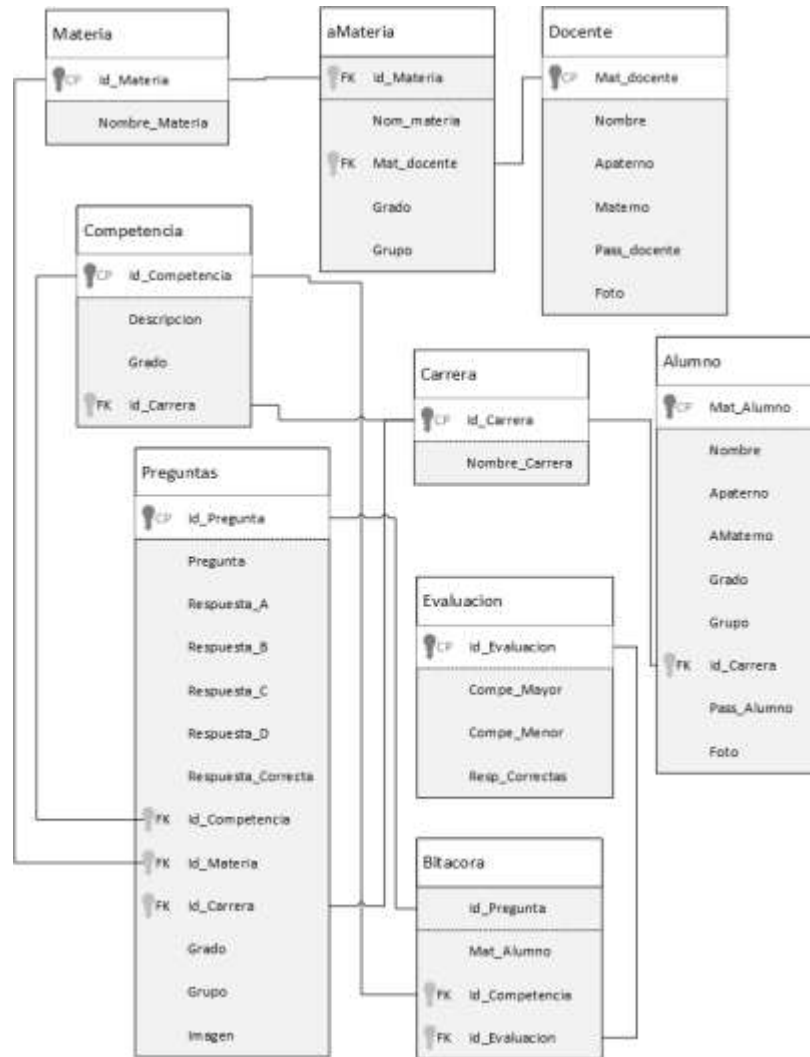 Materia
CP Id_Materia
Nombre_Materia
aMateria
FK Id_Materia
Nom_materia
FK Mat_docente
Grado
Grupo
Docente
CP Mat_docente
Nombre
Apaterno
Materno
Pass_docente
Foto
Competencia
CP Id_Competencia
Descripcion
Grado
FK Id_Carrera
Carrera
CP Id_Carrera
Nombre_Carrera
Alumno
CP Mat_Alumno
Nombre
Apaterno
AMaterno
Grado
Grupo
FK Id_Carrera
Pass_Alumno
Foto
Preguntas
CP Id_Pregunta
Pregunta
Respuesta_A
Respuesta_B
Respuesta_C
Respuesta_D
Respuesta_Correcta
FK Id_Competencia
FK Id_Materia
FK Id_Carrera
Grado
Grupo
Imagen
Evaluacion
CP Id_Evaluacion
Compe_Mayor
Compe_Menor
Resp_Correctas
Bitacora
Id_Pregunta
Mat_Alumno
FK Id_Competencia
FK Id_Evaluacion